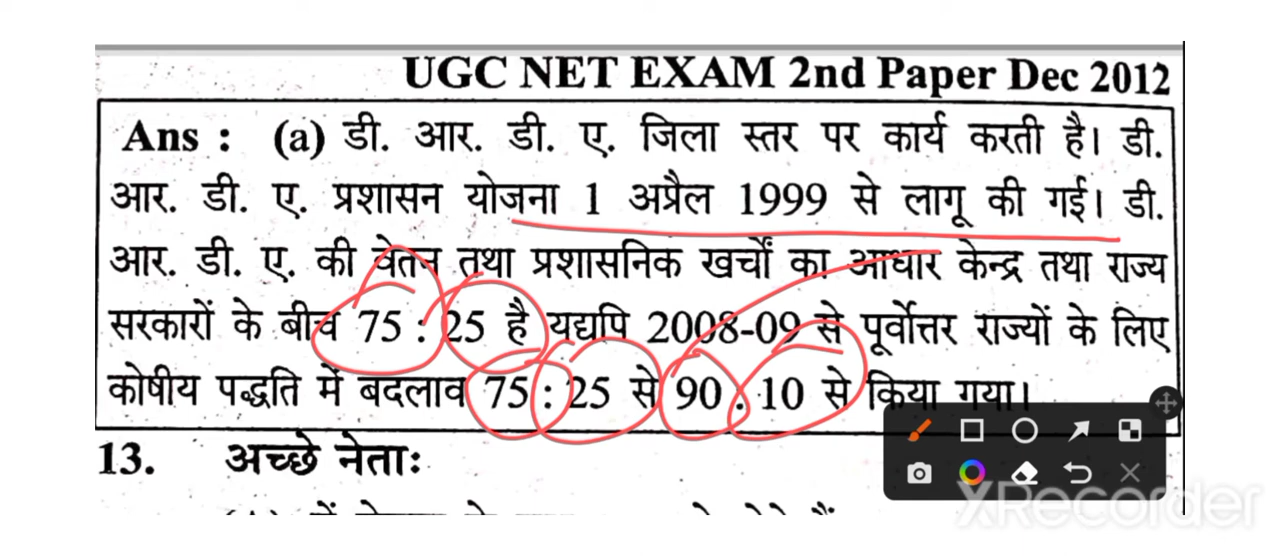 UGC NET EXAM 2nd Paper Dec 2012
Ans : (a) डी. आर. डी. ए. जिला स्तर पर कार्य करती है। डी.
आर. डी. ए. प्रशासन योजना 1 अप्रैल 1999 से लागू की गई। डी.
आर. डी. ए. की वेतन तथा प्रशासनिक खर्चों का आधार केन्द्र तथा राज्य
सरकारों के बीच 75 : 25 है यद्यपि 2008-09 से पूर्वोत्तर राज्यों के लिए
कोषीय पद्धति में बदलाव 75 : 25 से 90 : 10 से किया गया।
13. अच्छे नेताः
XRecorder